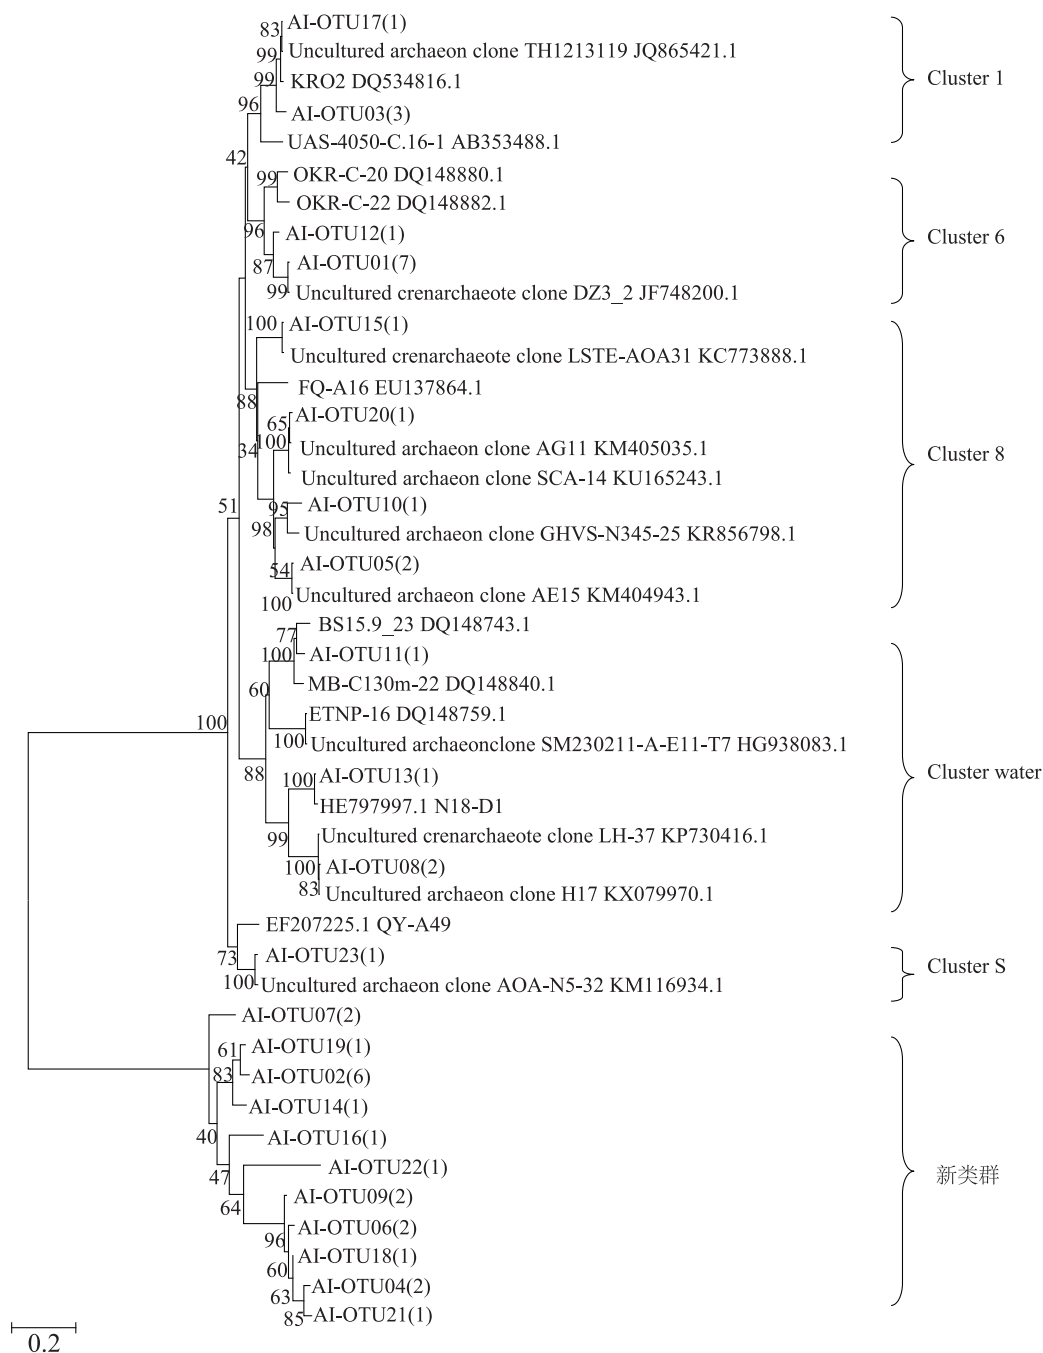 AI-OTU17(1)
83
Uncultured archaeon clone TH1213119 JQ865421.1
99
KRO2 DQ534816.1
99
Cluster 1
96
AI-OTU03(3)
UAS-4050-C.16-1 AB353488.1
42
OKR-C-20 DQ148880.1
99
OKR-C-22 DQ148882.1
96
AI-OTU12(1)
Cluster 6
87
AI-OTU01(7)
99
Uncultured crenarchaeote clone DZ3_2 JF748200.1
100
AI-OTU15(1)
Uncultured crenarchaeote clone LSTE-AOA31 KC773888.1
FQ-A16 EU137864.1
88
AI-OTU20(1)
65
100
Uncultured archaeon clone AG11 KM405035.1
34
Cluster 8
Uncultured archaeon clone SCA-14 KU165243.1
51
AI-OTU10(1)
95
98
Uncultured archaeon clone GHVS-N345-25 KR856798.1
AI-OTU05(2)
54
100
Uncultured archaeon clone AE15 KM404943.1
BS15.9_23 DQ148743.1
77
100
AI-OTU11(1)
MB-C130m-22 DQ148840.1
60
ETNP-16 DQ148759.1
100
100
Uncultured archaeonclone SM230211-A-E11-T7 HG938083.1
88
100
AI-OTU13(1)
Cluster water
HE797997.1 N18-D1
99
Uncultured crenarchaeote clone LH-37 KP730416.1
100
AI-OTU08(2)
83
Uncultured archaeon clone H17 KX079970.1
EF207225.1 QY-A49
73
AI-OTU23(1)
Cluster S
100
Uncultured archaeon clone AOA-N5-32 KM116934.1
AI-OTU07(2)
61
AI-OTU19(1)
83
AI-OTU02(6)
AI-OTU14(1)
40
AI-OTU16(1)
47
AI-OTU22(1)
新类群
64
AI-OTU09(2)
96
AI-OTU06(2)
60
AI-OTU18(1)
63
AI-OTU04(2)
85
AI-OTU21(1)
0.2